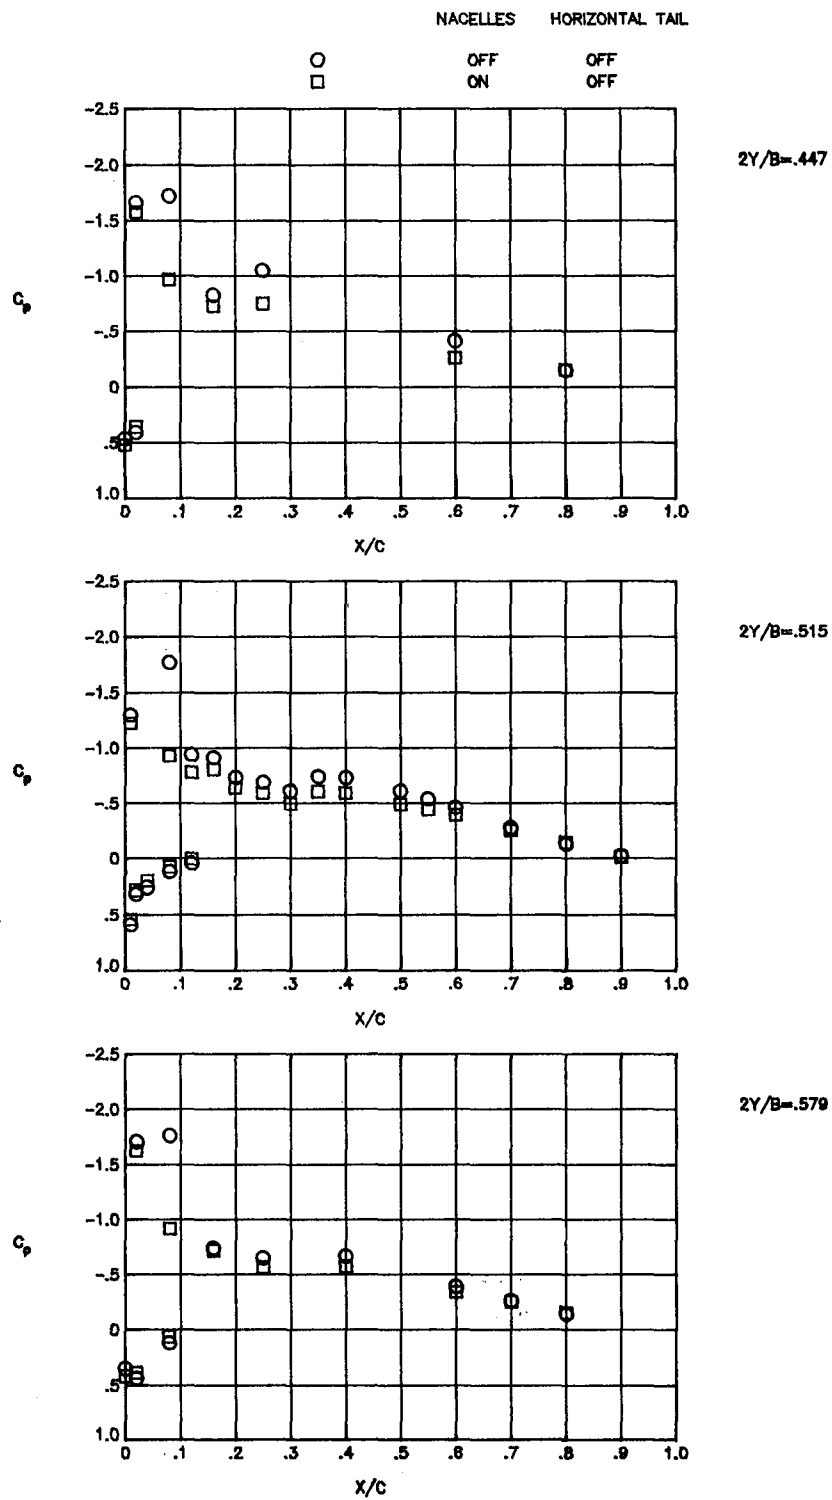 NACELLES HORIZONTAL TAIL
OFF OFF
ON OFF
2Y/B=.447
-2.5
-2.0
-1.5
-1.0
-.5
0
.5
1.0
Cp
0 .1 .2 .3 .4 .5 .6 .7 .8 .9 1.0
X/C
2Y/B=.515
-2.5
-2.0
-1.5
-1.0
-.5
0
.5
1.0
Cp
0 .1 .2 .3 .4 .5 .6 .7 .8 .9 1.0
X/C
2Y/B=.579
-2.5
-2.0
-1.5
-1.0
-.5
0
.5
1.0
Cp
0 .1 .2 .3 .4 .5 .6 .7 .8 .9 1.0
X/C